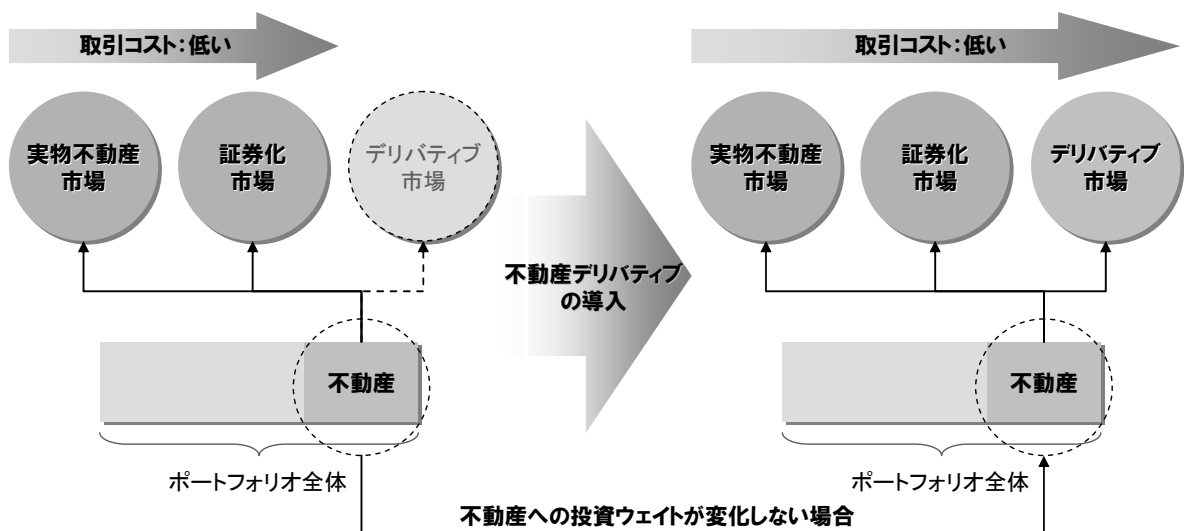 取引コスト：低い
実物不動産
市場
証券化
市場
デリバティブ
市場
不動産
ポートフォリオ全体
不動産デリバティブ
の導入
取引コスト：低い
実物不動産
市場
証券化
市場
デリバティブ
市場
不動産
ポートフォリオ全体
不動産への投資ウェイトが変化しない場合